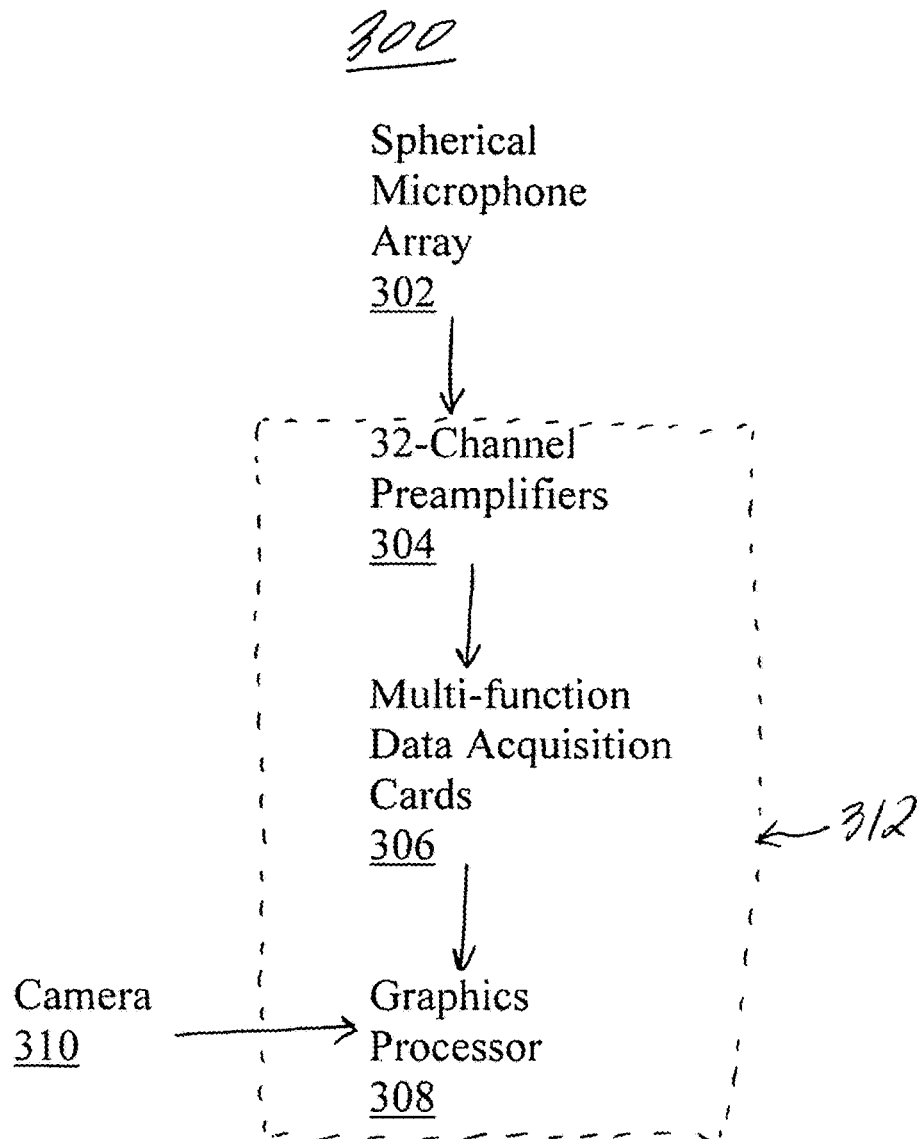 300
Spherical
Microphone
Array
302
32-Channel
Preamplifiers
304
Multi-function
Data Acquisition
Cards
306
312
Camera
310
Graphics
Processor
308